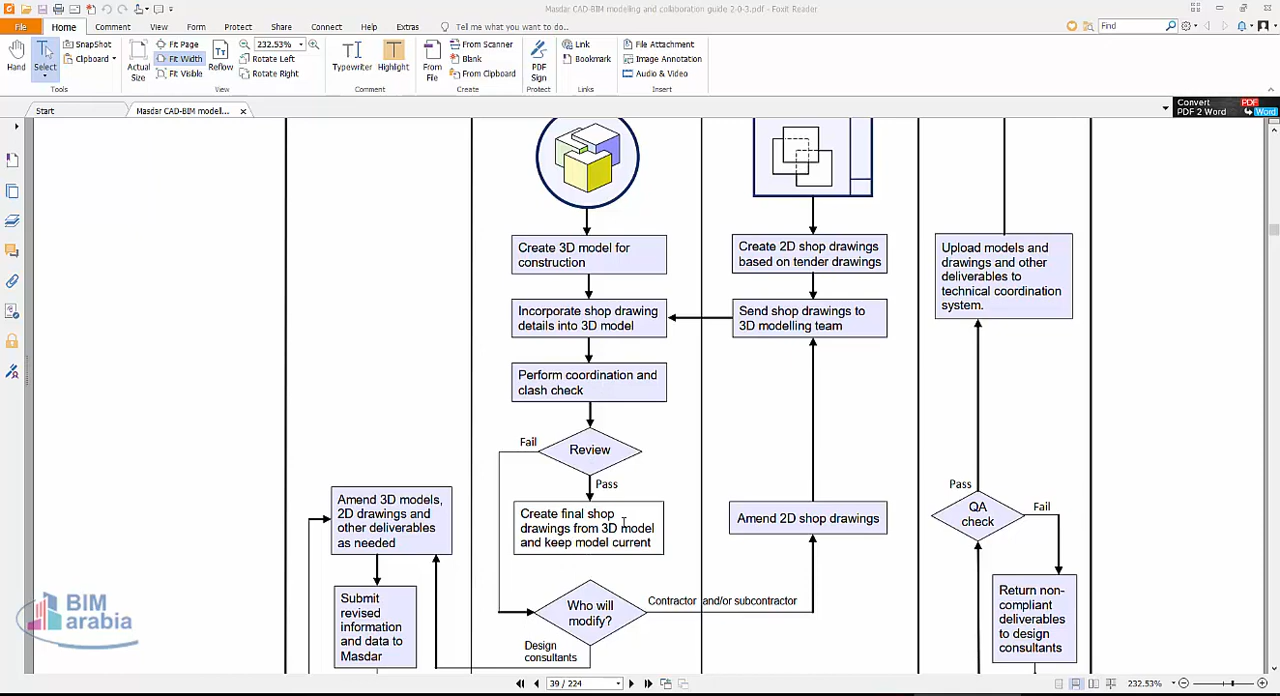 Masdar CAD-BIM modeling and collaboration guide 2-0-3.pdf - Foxit Reader
File Home Comment View Form Protect Share Connect Help Extras Tell me what you want to do... Find
SnapShot Fit Page 232.53% From Scanner Link File Attachment
Clipboard Fit Width Rotate Left Blank Bookmark Image Annotation
Fit Visible Rotate Right From Clipboard Audio & Video
Hand Select Actual Size Reflow Typewriter Highlight From File PDF Sign
Tools View Comment Create Protect Links Insert
Start Masdar CAD-BIM modell... Convert PDF 2 Word PDF Word
Create 3D model for
construction
Create 2D shop drawings
based on tender drawings
Upload models and
drawings and other
deliverables to
technical coordination
system.
Incorporate shop drawing
details into 3D model
Send shop drawings to
3D modelling team
Perform coordination and
clash check
Fail
Review
Pass
Create final shop
drawings from 3D model
and keep model current
Amend 3D models,
2D drawings and
other deliverables
as needed
Amend 2D shop drawings
Pass
QA
check
Fail
Submit
revised
information
and data to
Masdar
Who will
modify?
Contractor and/or subcontractor
Design
consultants
Return non-
compliant
deliverables
to design
consultants
BIM
arabia
39 / 224
232.53%